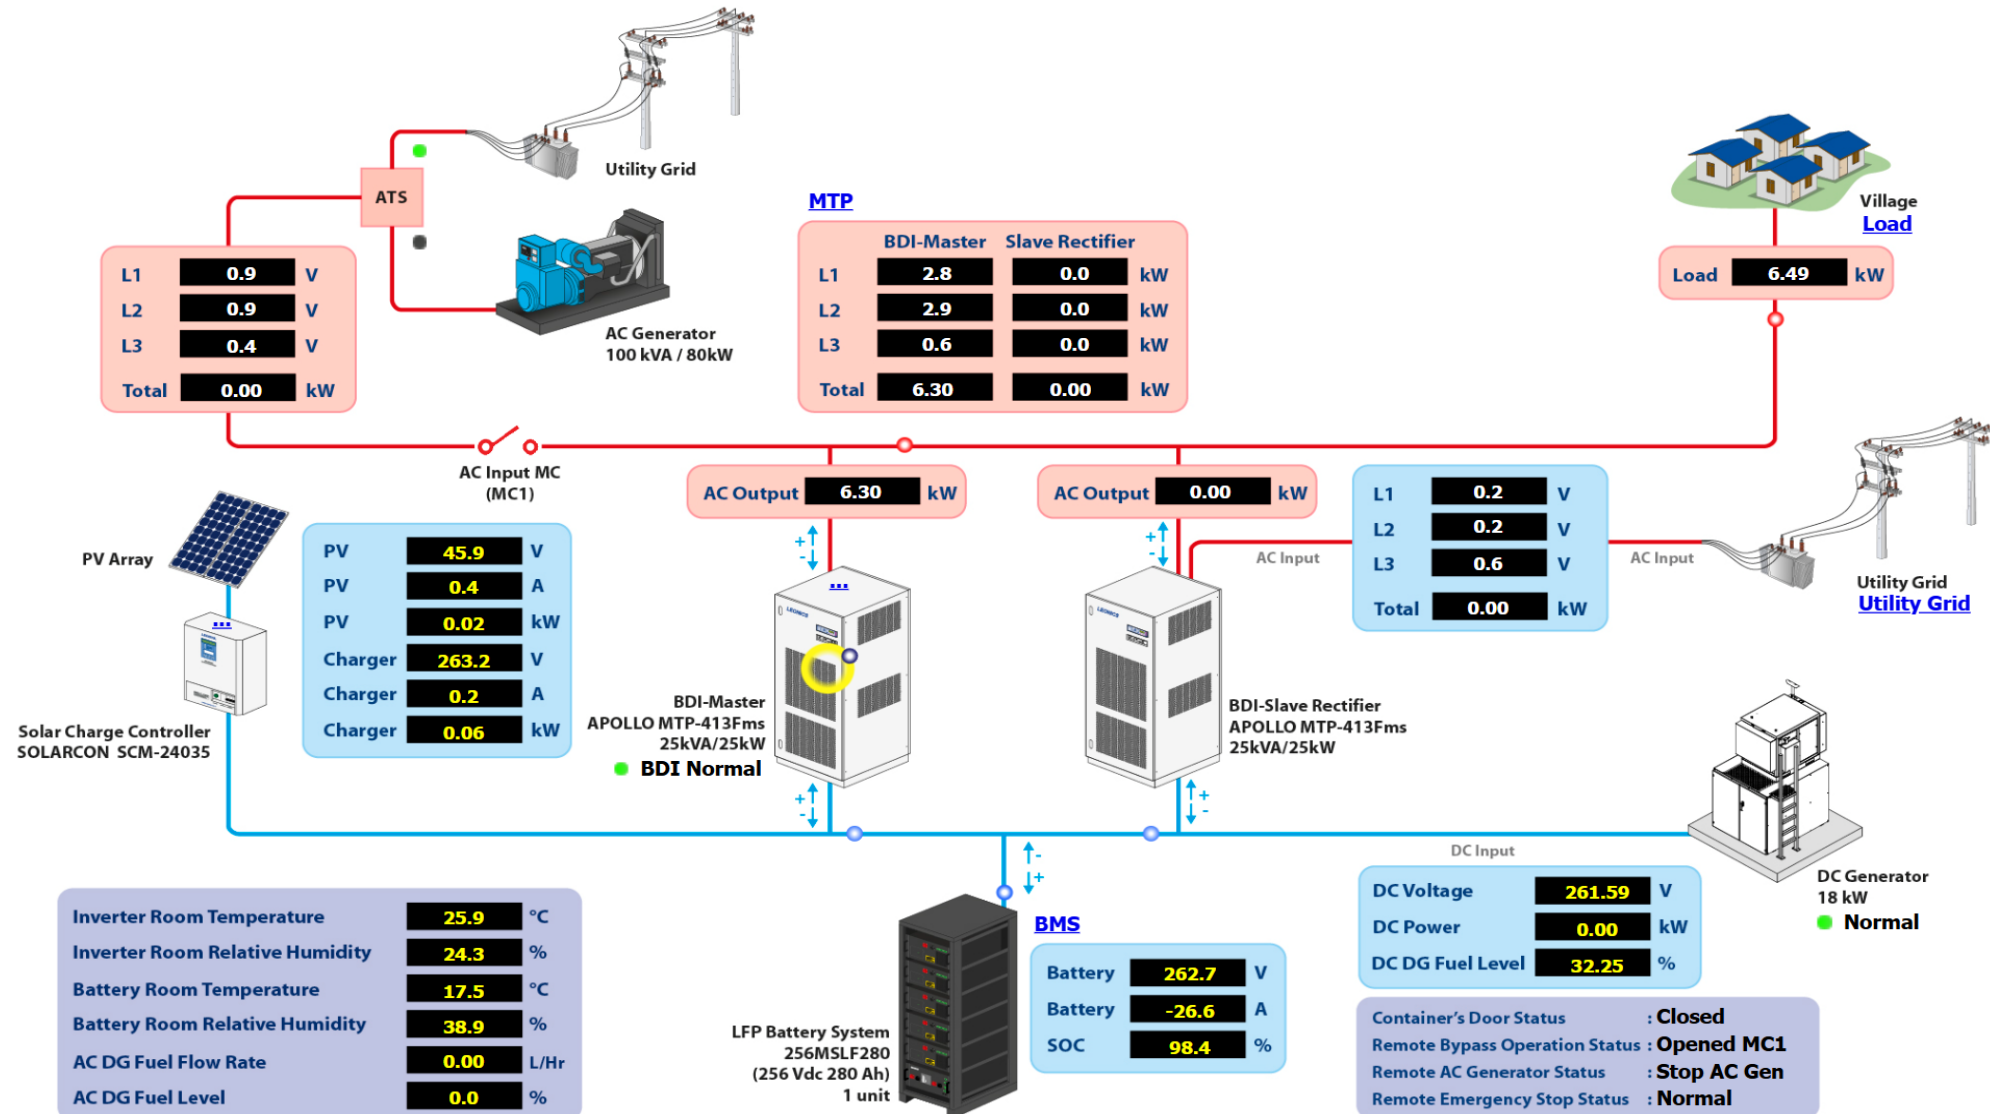 Utility Grid
ATS
AC Generator
100 kVA / 80kW
L1 0.9 V
L2 0.9 V
L3 0.4 V
Total 0.00 kW
MTP
BDI-Master Slave Rectifier
L1 2.8 0.0 kW
L2 2.9 0.0 kW
L3 0.6 0.0 kW
Total 6.30 0.00 kW
Village
Load
Load 6.49 kW
AC Input MC
(MC1)
AC Output 6.30 kW
AC Output 0.00 kW
L1 0.2 V
L2 0.2 V
L3 0.6 V
Total 0.00 kW
AC Input
AC Input
Utility Grid
Utility Grid
PV Array
...
Solar Charge Controller
SOLARCON SCM-24035
PV 45.9 V
PV 0.4 A
PV 0.02 kW
Charger 263.2 V
Charger 0.2 A
Charger 0.06 kW
+
-
...
LEONICS
BDI-Master
APOLLO MTP-413Fms
25kVA/25kW
BDI Normal
+
-
+
-
LEONICS
BDI-Slave Rectifier
APOLLO MTP-413Fms
25kVA/25kW
+
-
DC Input
DC Generator
18 kW
Normal
DC Voltage 261.59 V
DC Power 0.00 kW
DC DG Fuel Level 32.25 %
-
+
BMS
Battery 262.7 V
Battery -26.6 A
SOC 98.4 %
LFP Battery System
256MSLF280
(256 Vdc 280 Ah)
1 unit
Inverter Room Temperature 25.9 °C
Inverter Room Relative Humidity 24.3 %
Battery Room Temperature 17.5 °C
Battery Room Relative Humidity 38.9 %
AC DG Fuel Flow Rate 0.00 L/Hr
AC DG Fuel Level 0.0 %
Container's Door Status : Closed
Remote Bypass Operation Status : Opened MC1
Remote AC Generator Status : Stop AC Gen
Remote Emergency Stop Status : Normal